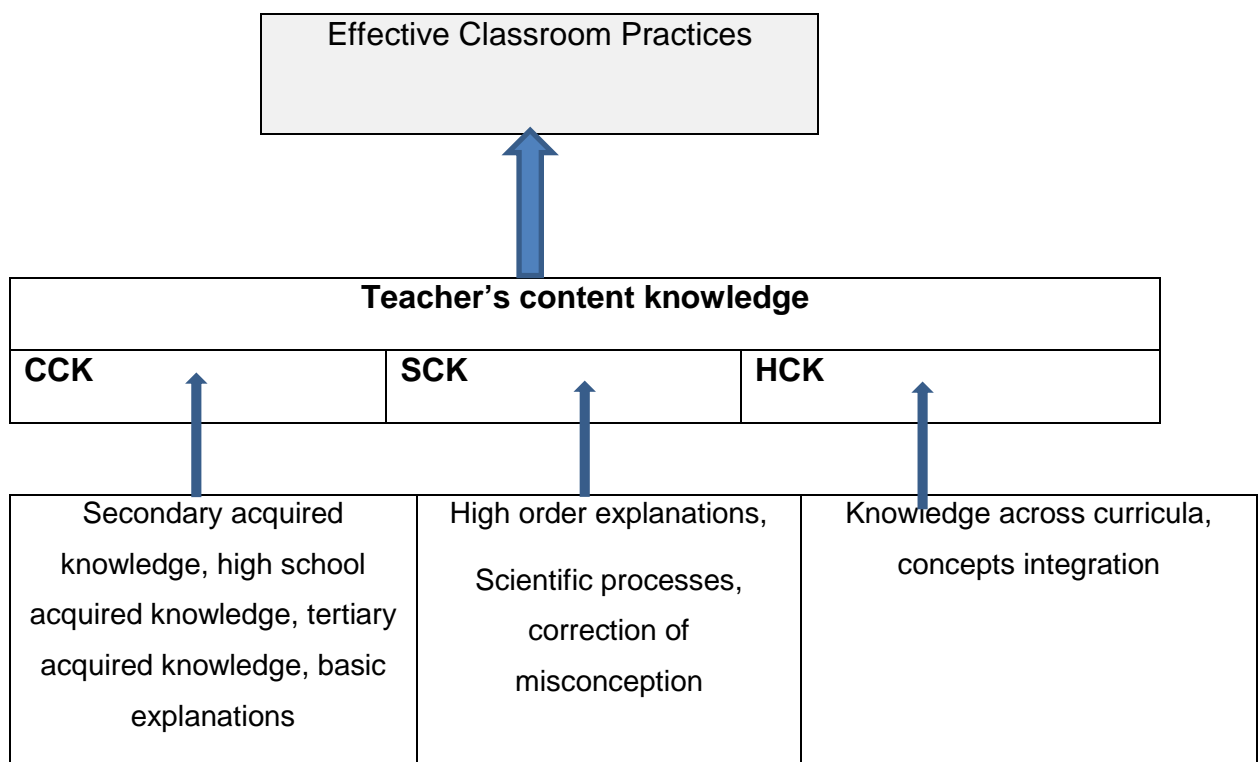 Effective Classroom Practices
Teacher's content knowledge
CCK
SCK
HCK
Secondary acquired
knowledge, high school
acquired knowledge, tertiary
acquired knowledge, basic
explanations
High order explanations,
Scientific processes,
correction of
misconception
Knowledge across curricula,
concepts integration